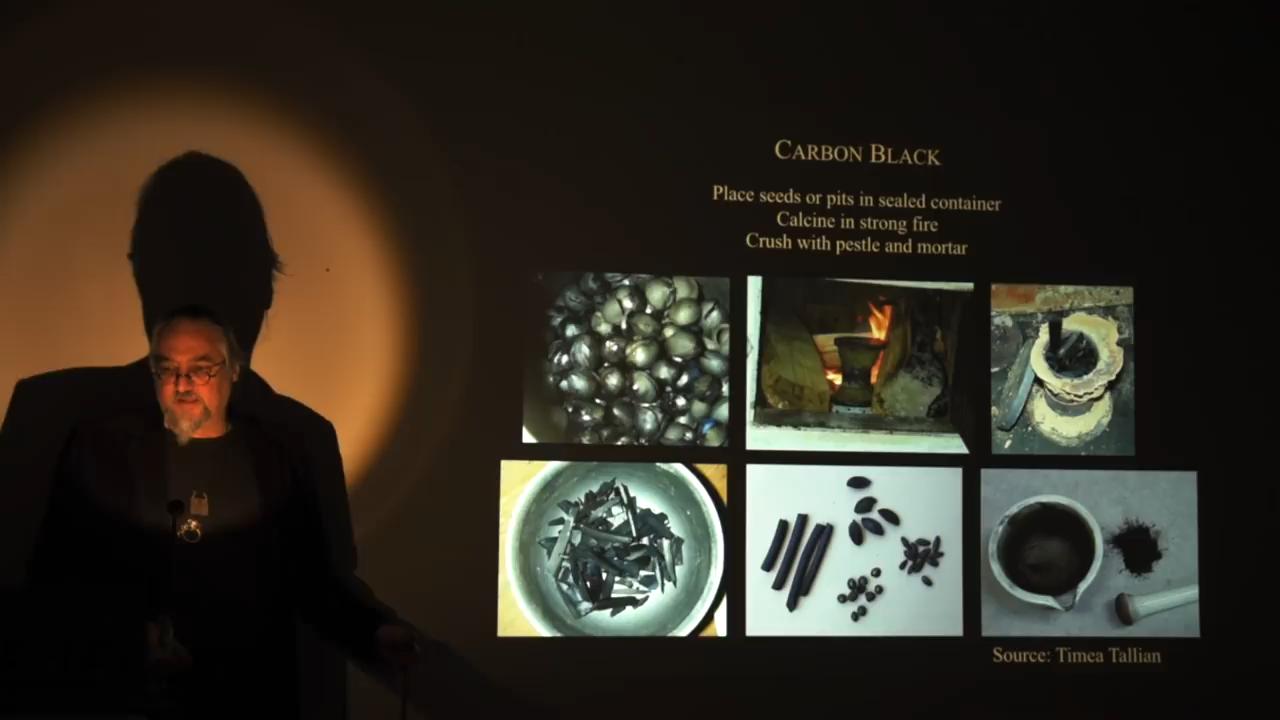 CARBON BLACK
Place seeds or pits in sealed container
Calcine in strong fire
Crush with pestle and mortar
Source: Timea Tallian